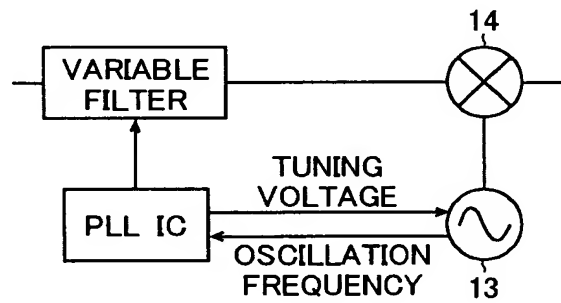 14
VARIABLE
FILTER
TUNING
VOLTAGE
PLL IC
OSCILLATION
FREQUENCY
13